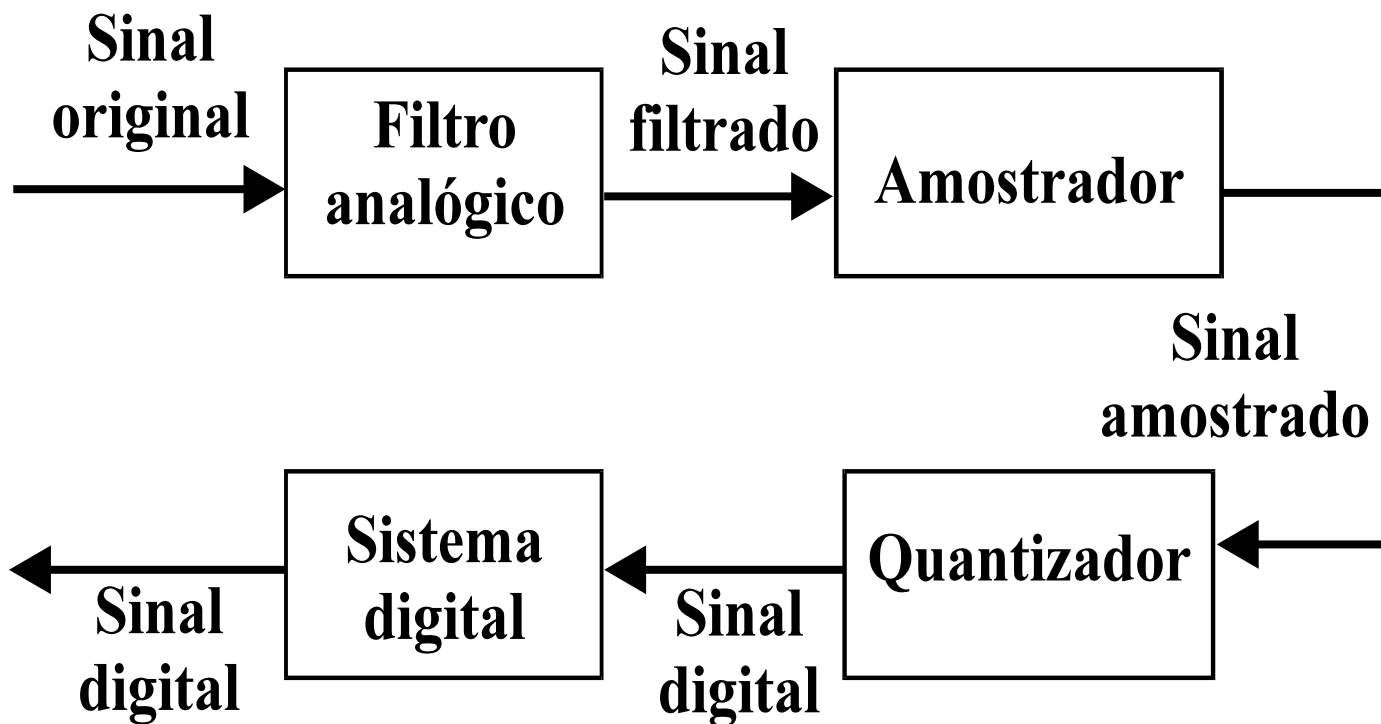 Sinal
original
Filtro
analógico
Sinal
filtrado
Amostrador
Sinal
amostrado
Quantizador
Sinal
digital
Sistema
digital
Sinal
digital